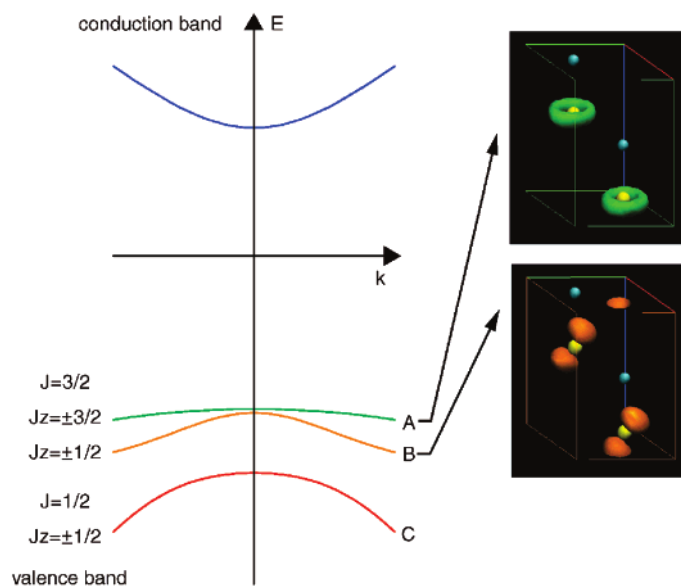 conduction band
E
k
J=3/2
Jz=±3/2
A
Jz=±1/2
B
J=1/2
Jz=±1/2
C
valence band